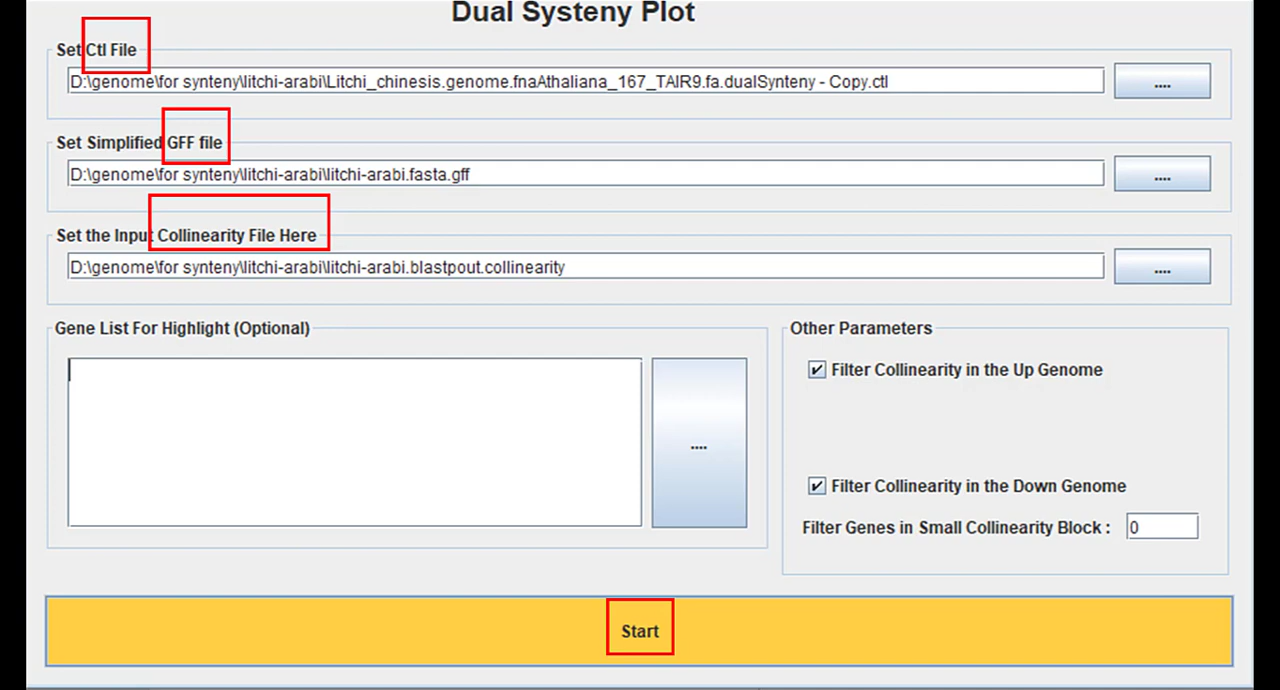 Dual Systeny Plot
Set Ctl File
D:\genome\for synteny\litchi-arabi\Litchi_chinesis.genome.fnaAthaliana_167_TAIR9.fa.dualSynteny - Copy.ctl
....
Set Simplified GFF file
D:\genome\for synteny\litchi-arabi\litchi-arabi.fasta.gff
....
Set the Input Collinearity File Here
D:\genome\for synteny\litchi-arabi\litchi-arabi.blastpout.collinearity
....
Gene List For Highlight (Optional)
....
Other Parameters
Filter Collinearity in the Up Genome
Filter Collinearity in the Down Genome
Filter Genes in Small Collinearity Block : 0
Start